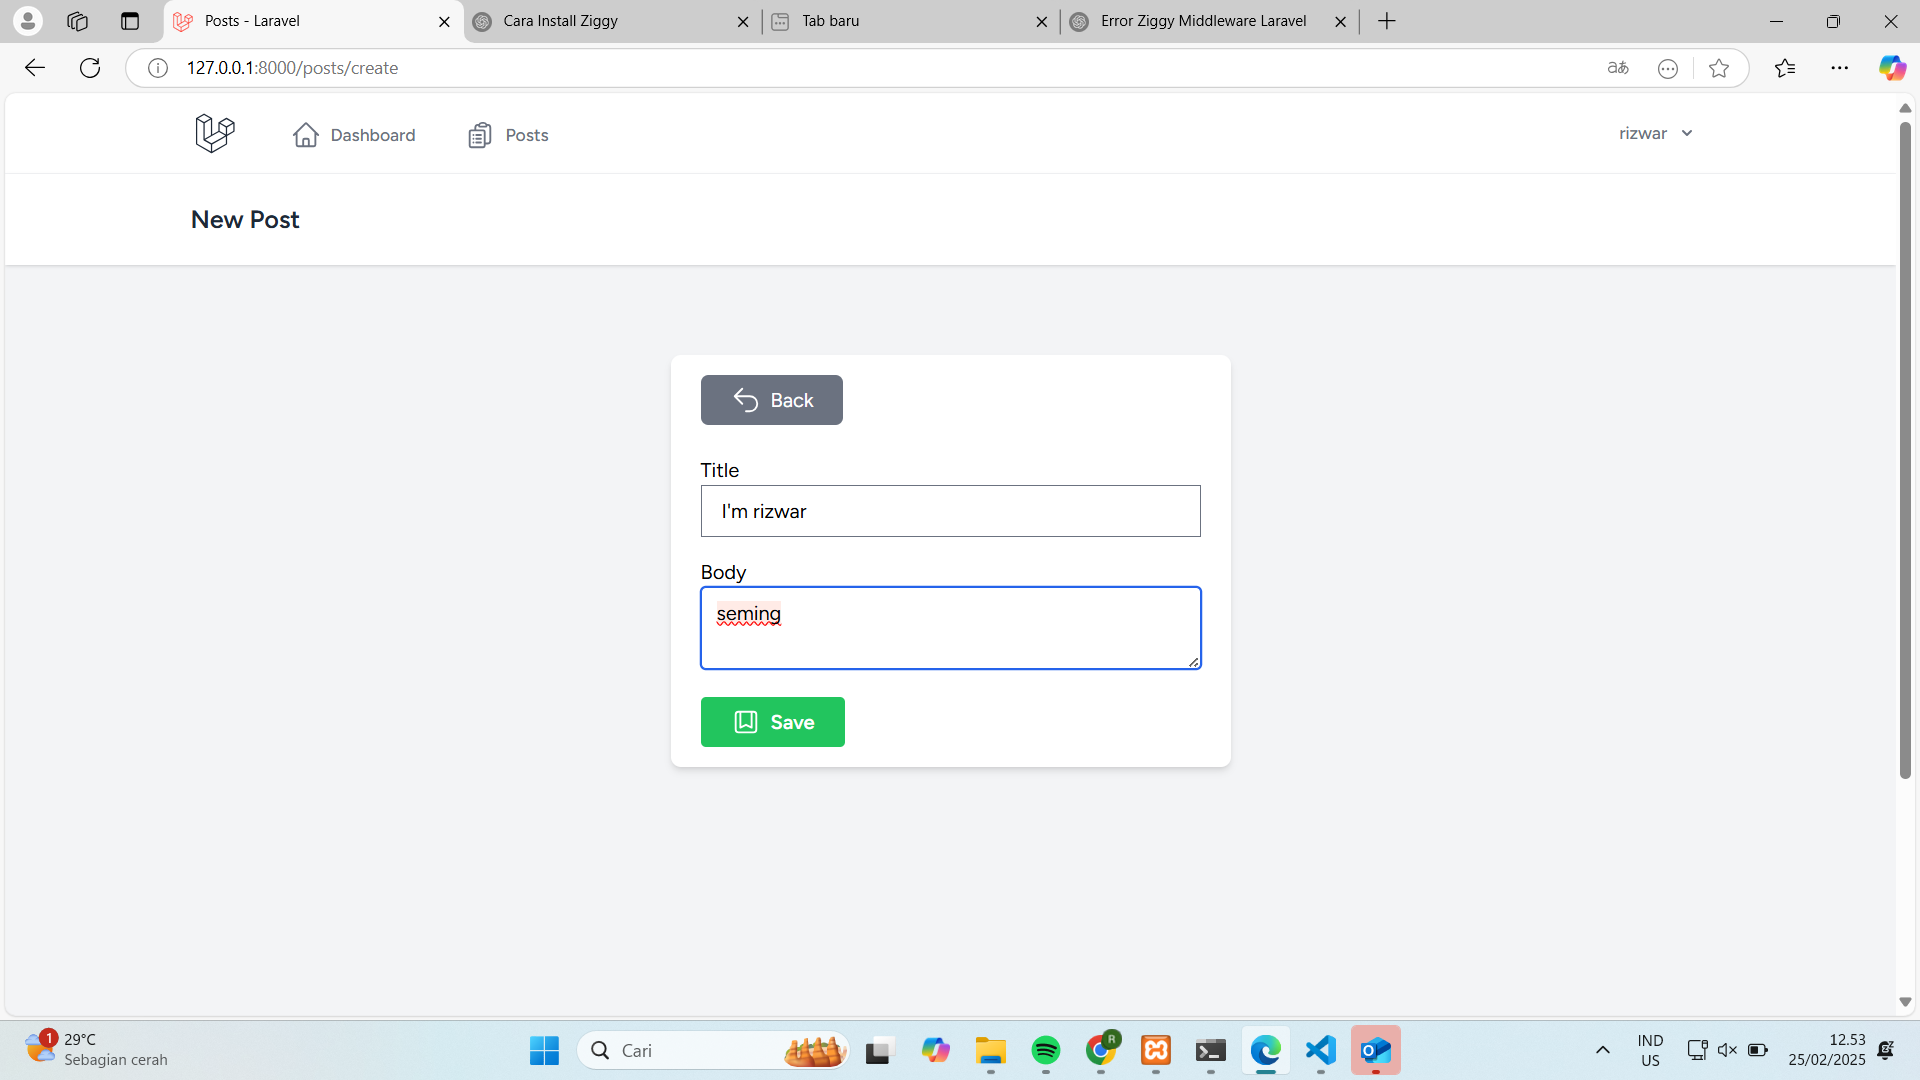 Posts - Laravel
Cara Install Ziggy
Tab baru
Error Ziggy Middleware Laravel
127.0.0.1:8000/posts/create
aあ
Dashboard
Posts
rizwar
New Post
Back
Title
I'm rizwar
Body
seming
Save
1
29°C
Sebagian cerah
Cari
R
IND
US
12.53
25/02/2025